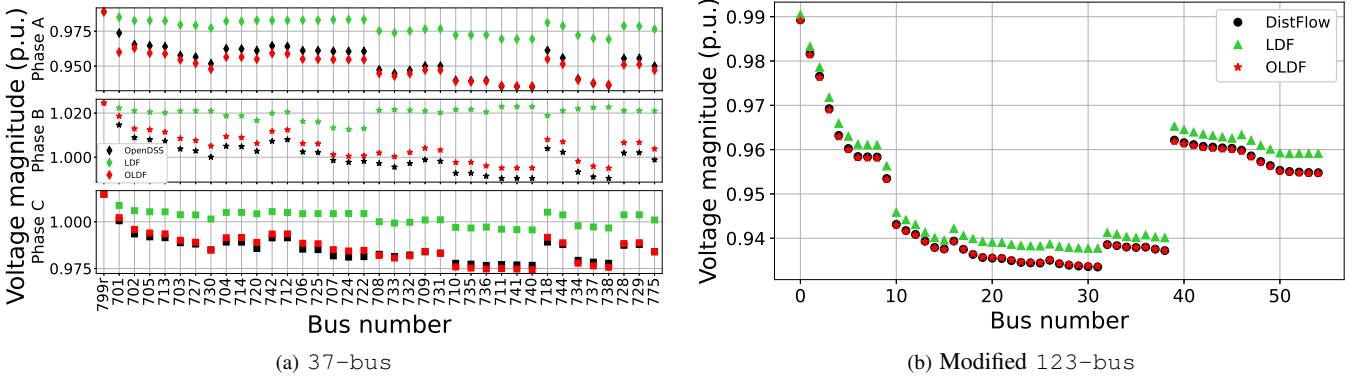 Voltage magnitude (p.u.)
Phase A
0.975
0.950
Phase B
1.020
1.000
OpenDSS
LDF
OLDF
Phase C
1.000
0.975
799r 701 702 705 713 703 727 730 704 714 720 742 712 706 725 707 724 722 708 733 732 709 731 710 735 736 711 741 740 718 744 734 737 738 728 729 775
Bus number
(a) 37-bus
Voltage magnitude (p.u.)
0.99
0.98
0.97
0.96
0.95
0.94
DistFlow
LDF
OLDF
0 10 20 30 40 50
Bus number
(b) Modified 123-bus